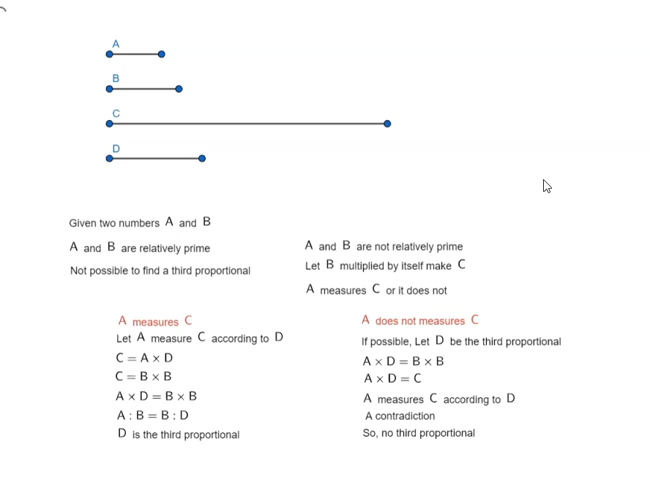 A
B
C
D
Given two numbers A and B
A and B are relatively prime
Not possible to find a third proportional
A and B are not relatively prime
Let B multiplied by itself make C
A measures C or it does not
A measures C
Let A measure C according to D
C = A x D
C = B x B
A x D = B x B
A : B = B : D
D is the third proportional
A does not measures C
If possible, Let D be the third proportional
A x D = B x B
A x D = C
A measures C according to D
A contradiction
So, no third proportional